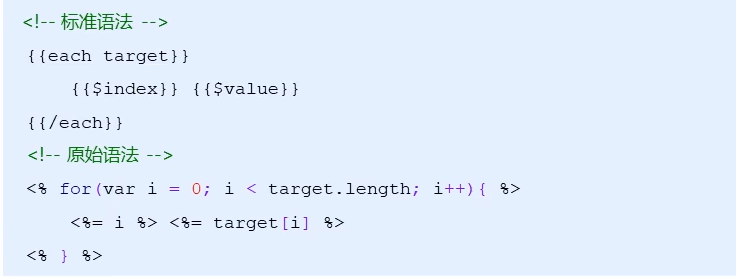 <!-- 标准语法 -->
{{each target}}
    {{$index}} {{$value}}
{{/each}}
<!-- 原始语法 -->
<% for(var i = 0; i < target.length; i++){ %>
    <%= i %> <%= target[i] %>
<% } %>